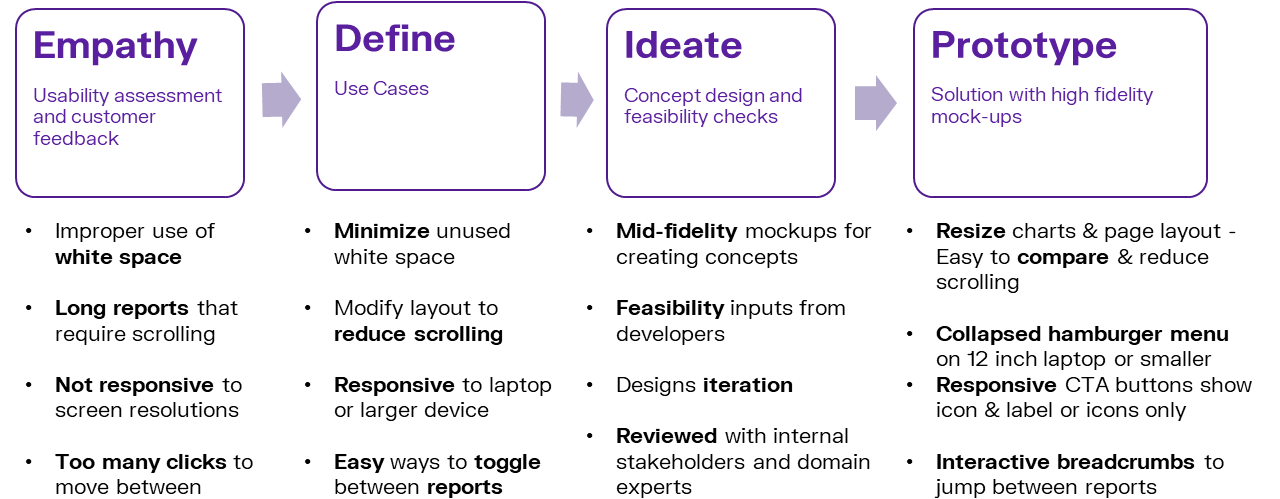 Empathy
Usability assessment
and customer
feedback
• Improper use of
white space
• Long reports that
require scrolling
• Not responsive to
screen resolutions
• Too many clicks to
move between
Define
Use Cases
• Minimize unused
white space
• Modify layout to
reduce scrolling
• Responsive to laptop
or larger device
• Easy ways to toggle
between reports
Ideate
Concept design and
feasibility checks
• Mid-fidelity mockups for
creating concepts
• Feasibility inputs from
developers
• Designs iteration
• Reviewed with internal
stakeholders and domain
experts
Prototype
Solution with high fidelity
mock-ups
• Resize charts & page layout -
Easy to compare & reduce
scrolling
• Collapsed hamburger menu
on 12 inch laptop or smaller
• Responsive CTA buttons show
icon & label or icons only
• Interactive breadcrumbs to
jump between reports